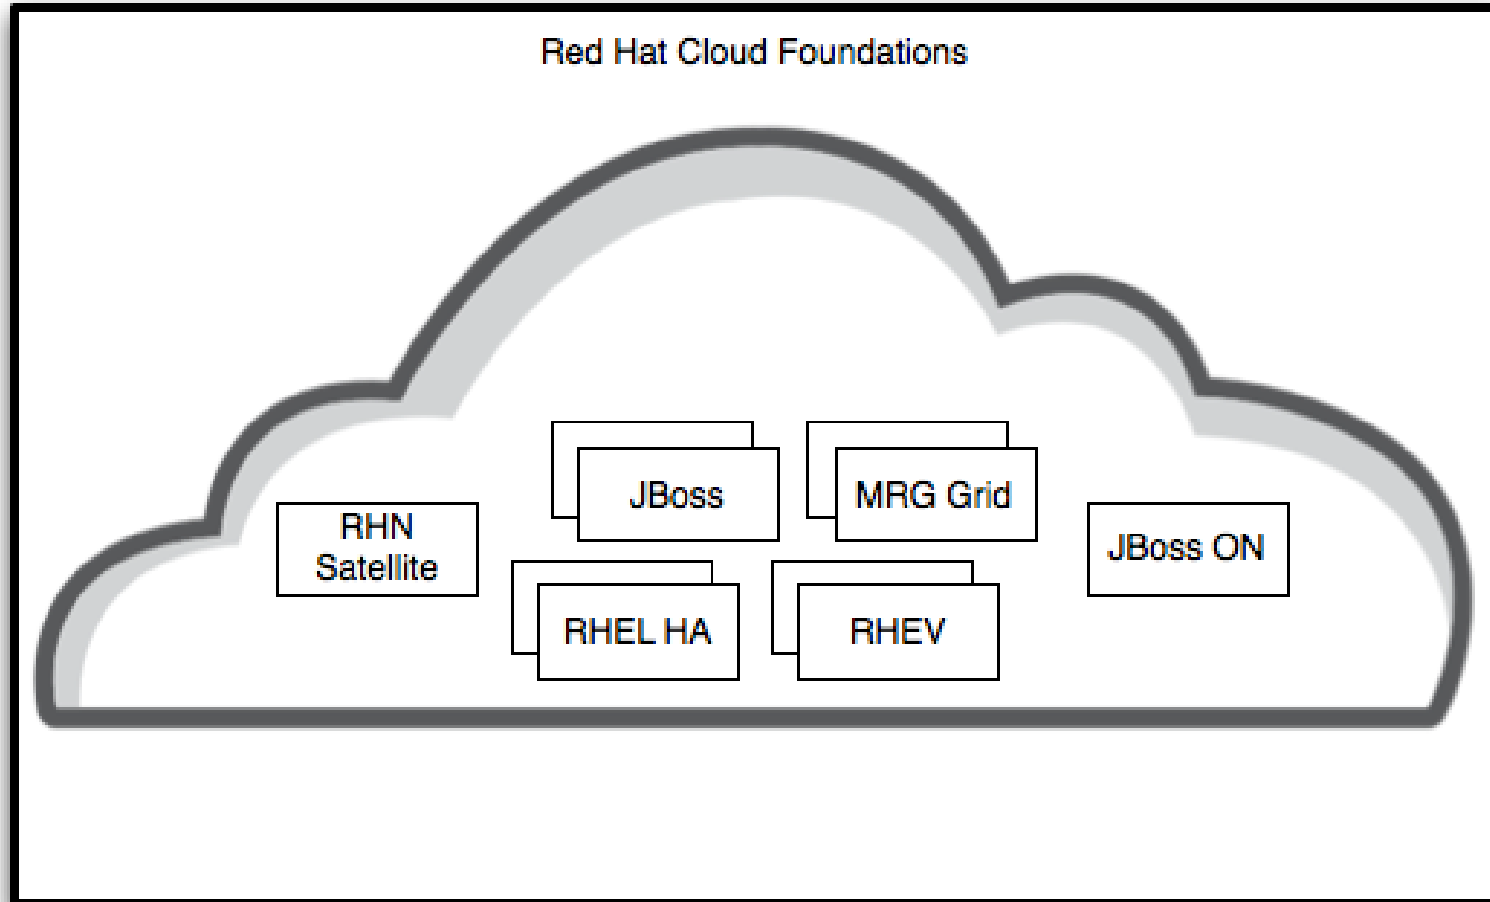 Red Hat Cloud Foundations
JBoss
MRG Grid
RHN
Satellite
JBoss ON
RHEL HA
RHEV